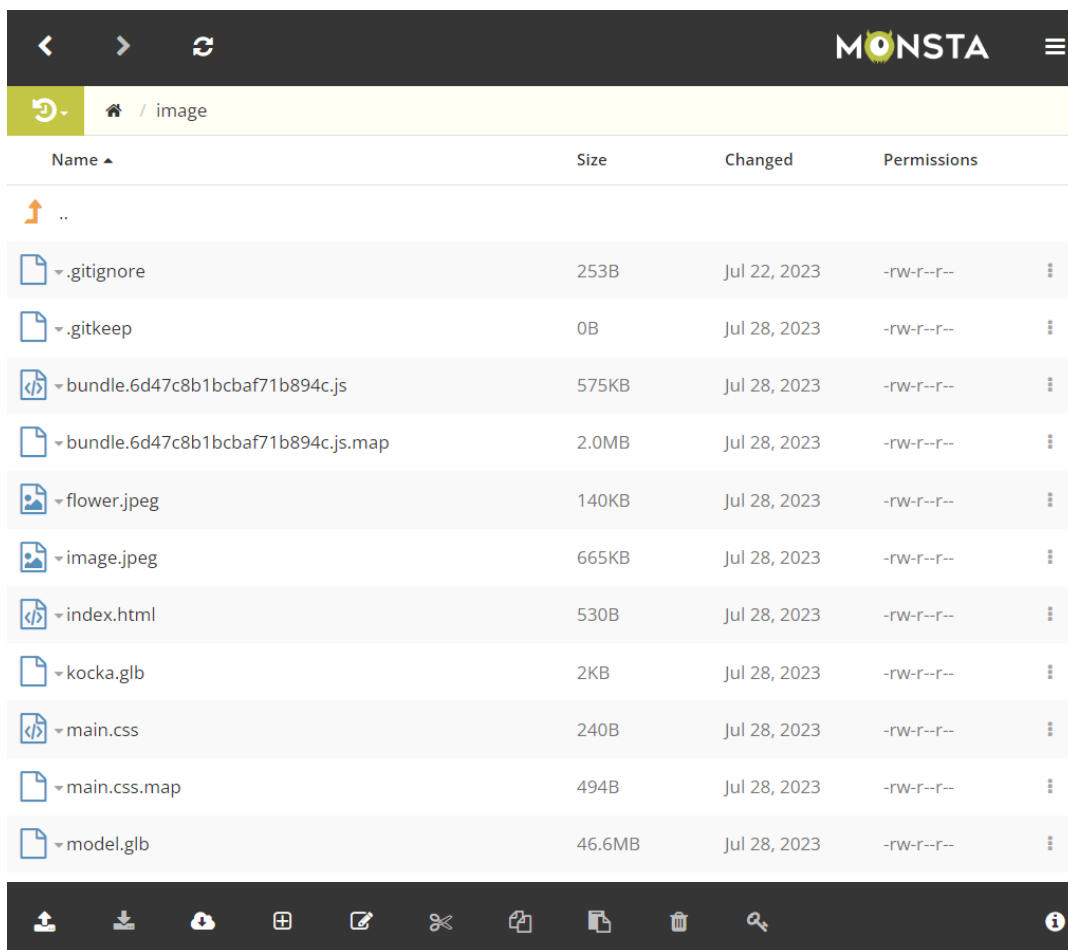 MONSTA
/ image
Name Size Changed Permissions
..
.gitignore 253B Jul 22, 2023 -rw-r--r--
.gitkeep 0B Jul 28, 2023 -rw-r--r--
bundle.6d47c8b1bcbaf71b894c.js 575KB Jul 28, 2023 -rw-r--r--
bundle.6d47c8b1bcbaf71b894c.js.map 2.0MB Jul 28, 2023 -rw-r--r--
flower.jpeg 140KB Jul 28, 2023 -rw-r--r--
image.jpeg 665KB Jul 28, 2023 -rw-r--r--
index.html 530B Jul 28, 2023 -rw-r--r--
kocka.glb 2KB Jul 28, 2023 -rw-r--r--
main.css 240B Jul 28, 2023 -rw-r--r--
main.css.map 494B Jul 28, 2023 -rw-r--r--
model.glb 46.6MB Jul 28, 2023 -rw-r--r--